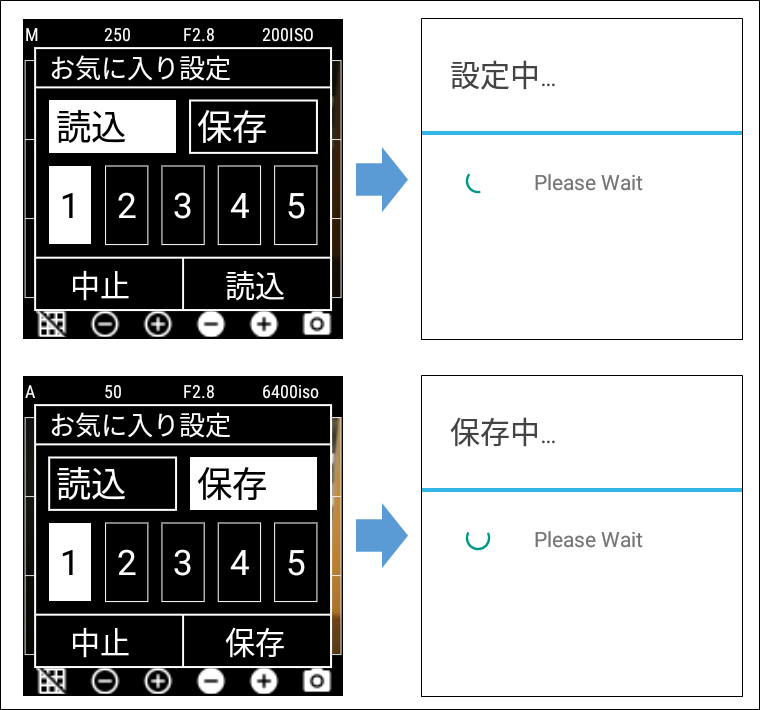 M 250 F2.8 200ISO
お気に入り設定
読込 保存
1 2 3 4 5
中止 読込
設定中...
Please Wait
A 50 F2.8 6400iso
お気に入り設定
読込 保存
1 2 3 4 5
中止 保存
保存中...
Please Wait